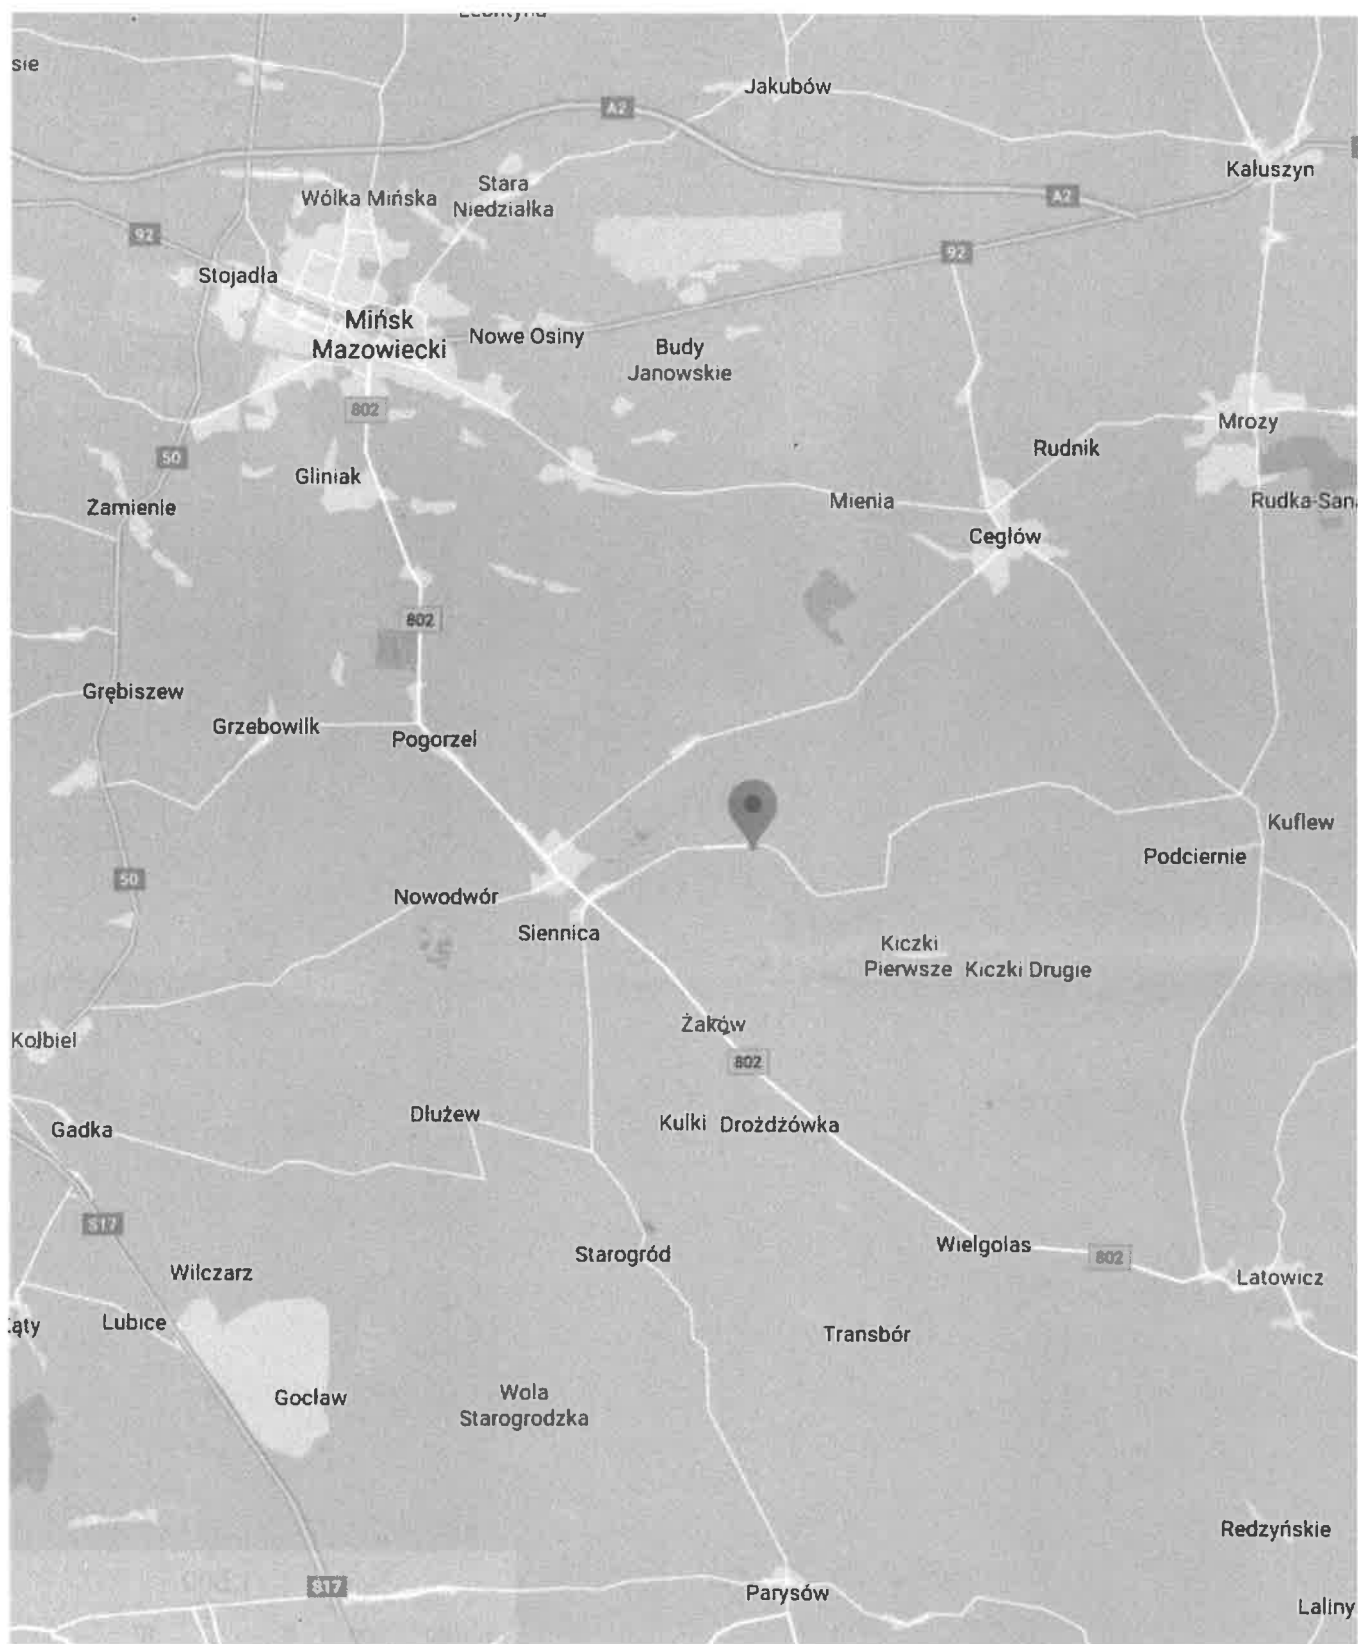 sie
Jakubów
A2
Kałuszyn
Stara
Niedziałka
Wólka Mińska
A2
92
92
Stojadła
Mińsk
Mazowiecki
Nowe Osiny
Budy
Janowskie
802
Mrozy
Rudnik
50
Gliniak
Mienia
Rudka-San
Zamienie
Cegłów
802
Grębiszew
Grzebowilk
Pogorzel
Kuflew
Podciernie
50
Nowodwór
Siennica
Kiczki
Pierwsze Kiczki Drugie
Żaków
Kołbiel
802
Dłużew
Gadka
Kulki Drożdżówka
S17
Starogród
Wielgolas
802
Wilczarz
Latowicz
ąty
Lubice
Transbór
Gocław
Wola
Starogrodzka
Redzyńskie
S17
Parysów
Laliny